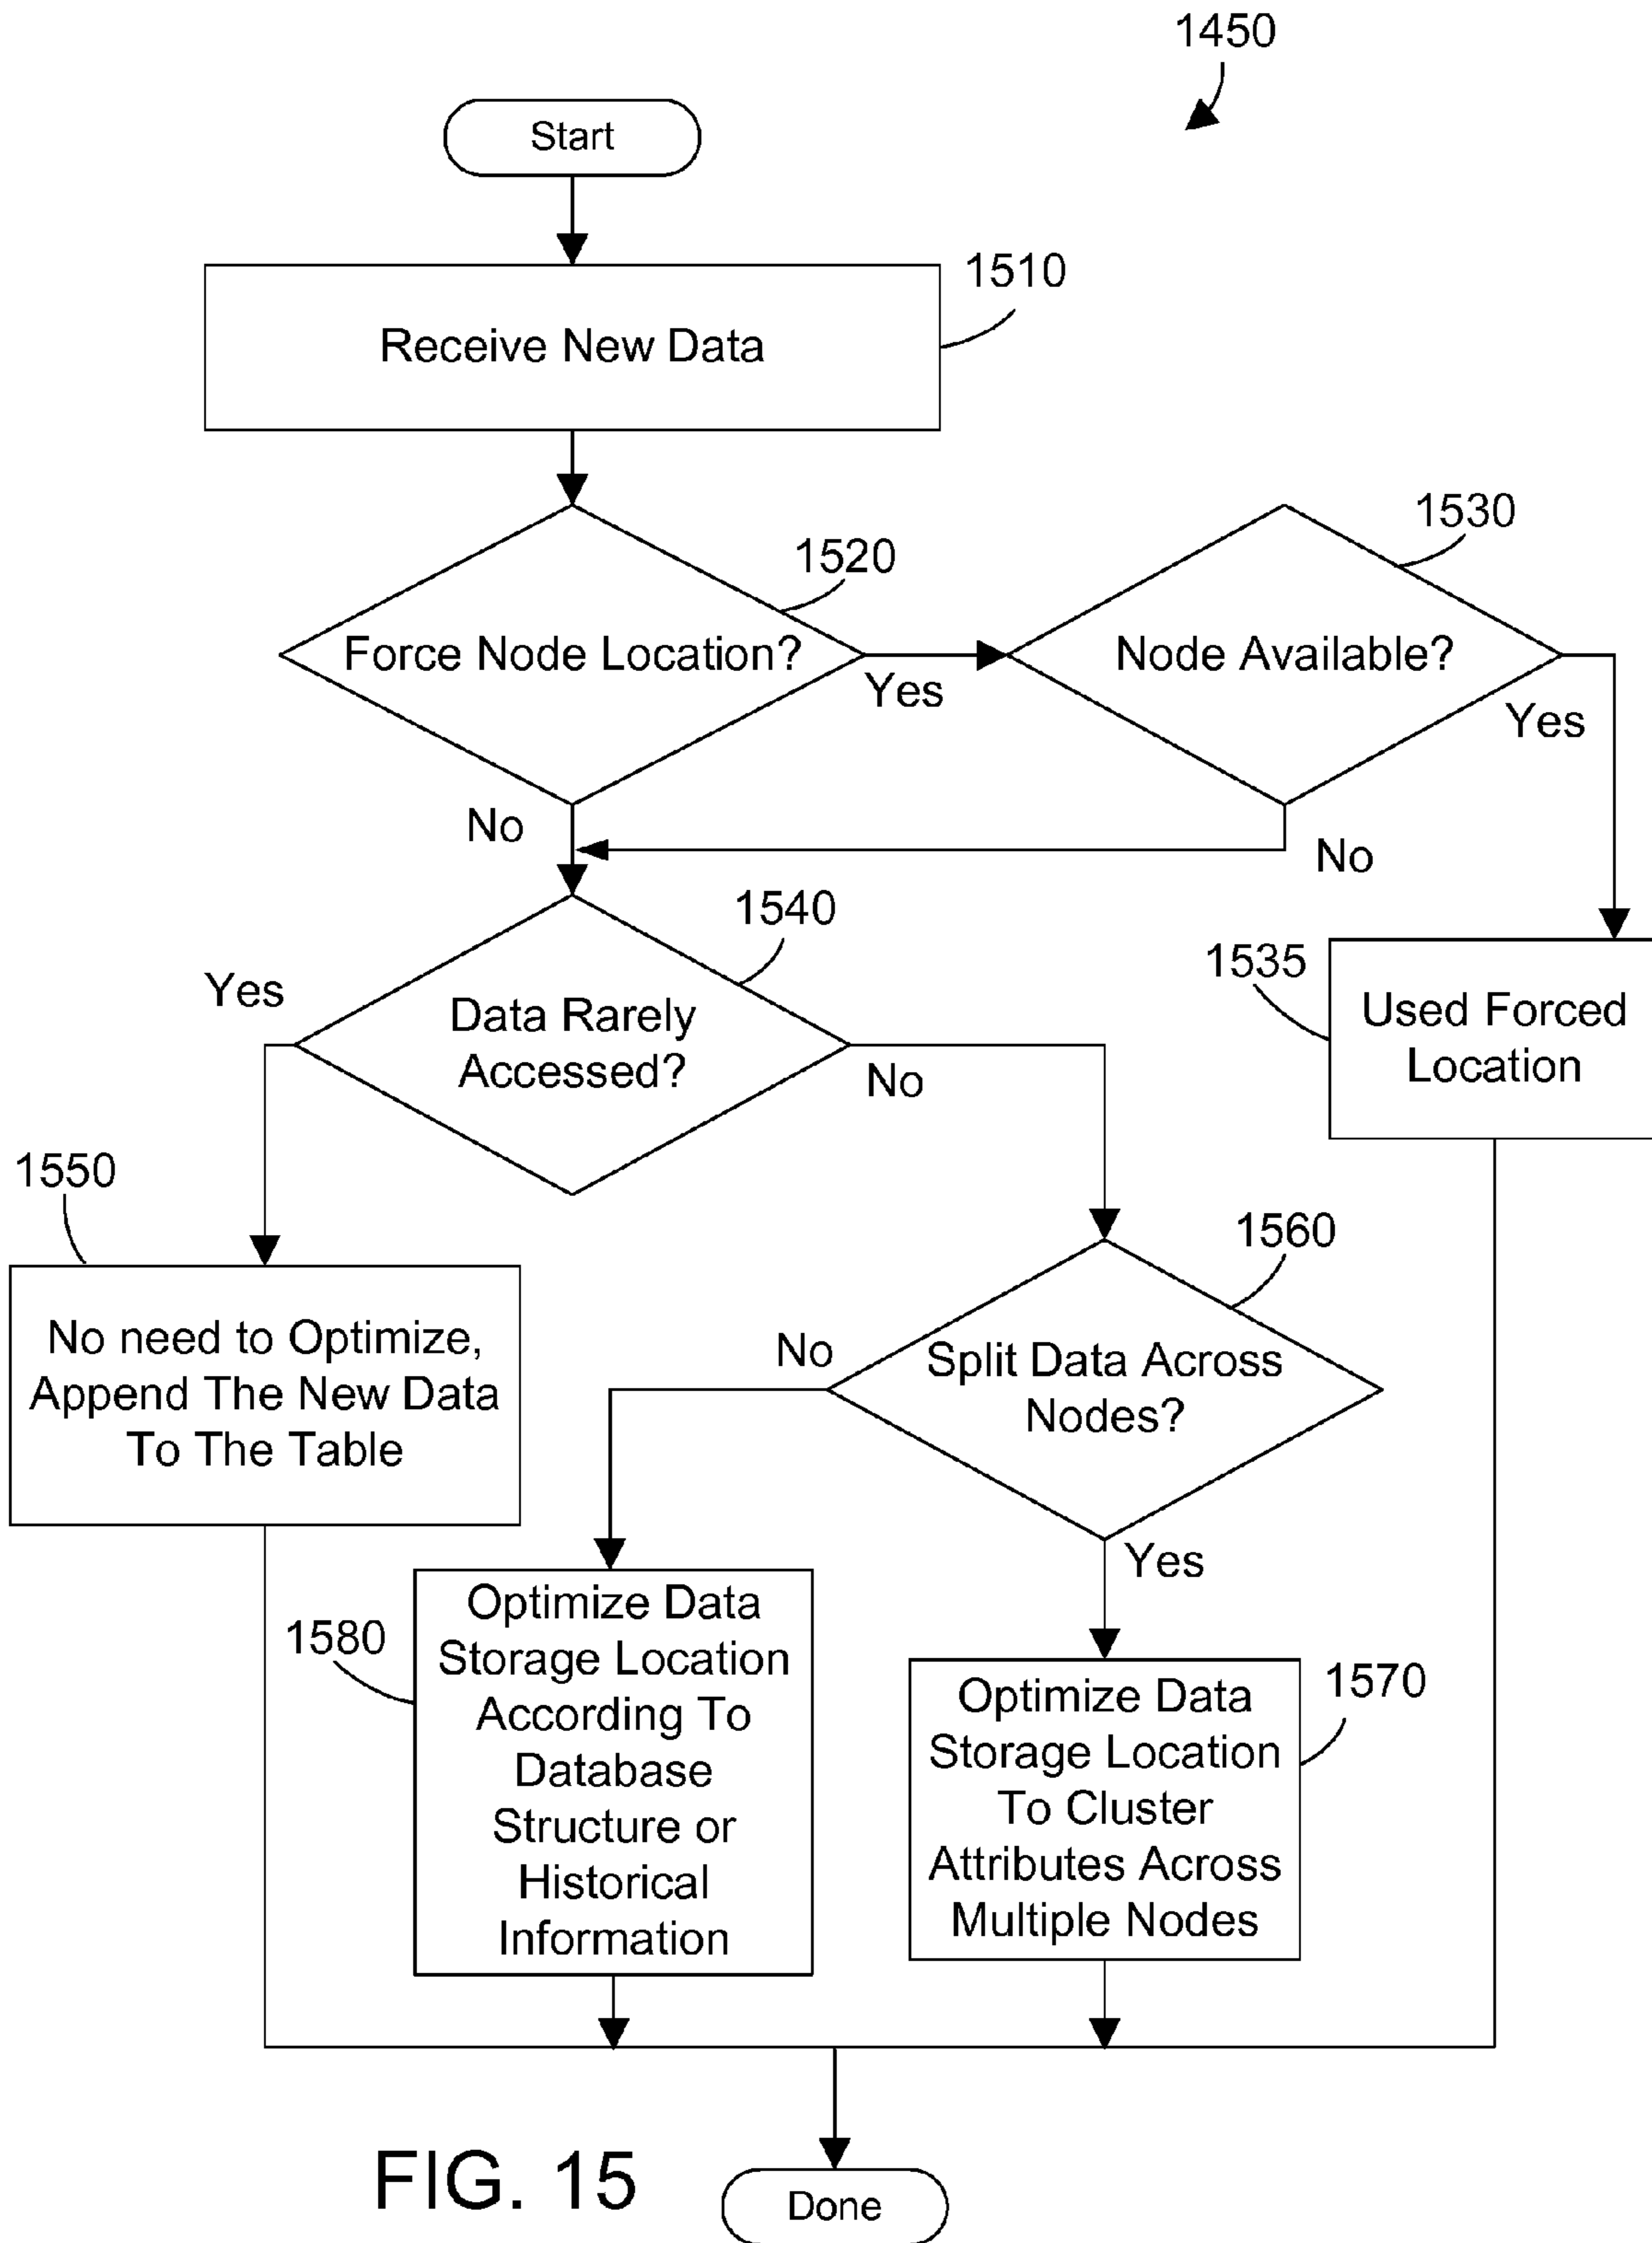 1450
Start
1510
Receive New Data
1520
1530
Force Node Location?
Yes
Node Available?
Yes
No
No
1540
1535
Used Forced
Location
Yes
Data Rarely
Accessed?
No
1550
1560
No need to Optimize,
Append The New Data
To The Table
No
Split Data Across
Nodes?
Yes
1580
Optimize Data
Storage Location
According To
Database
Structure or
Historical
Information
1570
Optimize Data
Storage Location
To Cluster
Attributes Across
Multiple Nodes
FIG. 15
Done